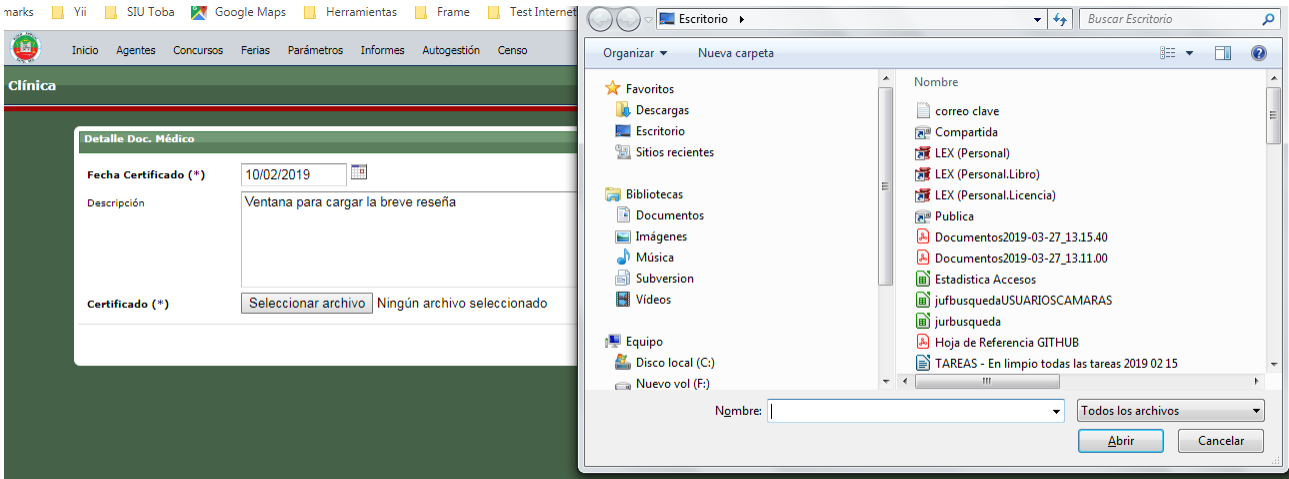 marks Yii SIU Toba Google Maps Herramientas Frame Test Internet
Inicio Agentes Concursos Ferias Parámetros Informes Autogestión Censo
Clínica
Detalle Doc. Médico
Fecha Certificado (*) 10/02/2019
Descripción Ventana para cargar la breve reseña
Certificado (*) Seleccionar archivo Ningún archivo seleccionado
Escritorio Buscar Escritorio
Organizar Nueva carpeta
Favoritos
Descargas
Escritorio
Sitios recientes
Bibliotecas
Documentos
Imágenes
Música
Subversion
Vídeos
Equipo
Disco local (C:)
Nuevo vol (F:)
Nombre
correo clave
Compartida
LEX (Personal)
LEX (Personal.Libro)
LEX (Personal.Licencia)
Publica
Documentos2019-03-27_13.15.40
Documentos2019-03-27_13.11.00
Estadistica Accesos
jufbusquedaUSUARIOSCAMARAS
jurbusqueda
Hoja de Referencia GITHUB
TAREAS - En limpio todas las tareas 2019 02 15
Nombre: Todos los archivos
Abrir Cancelar